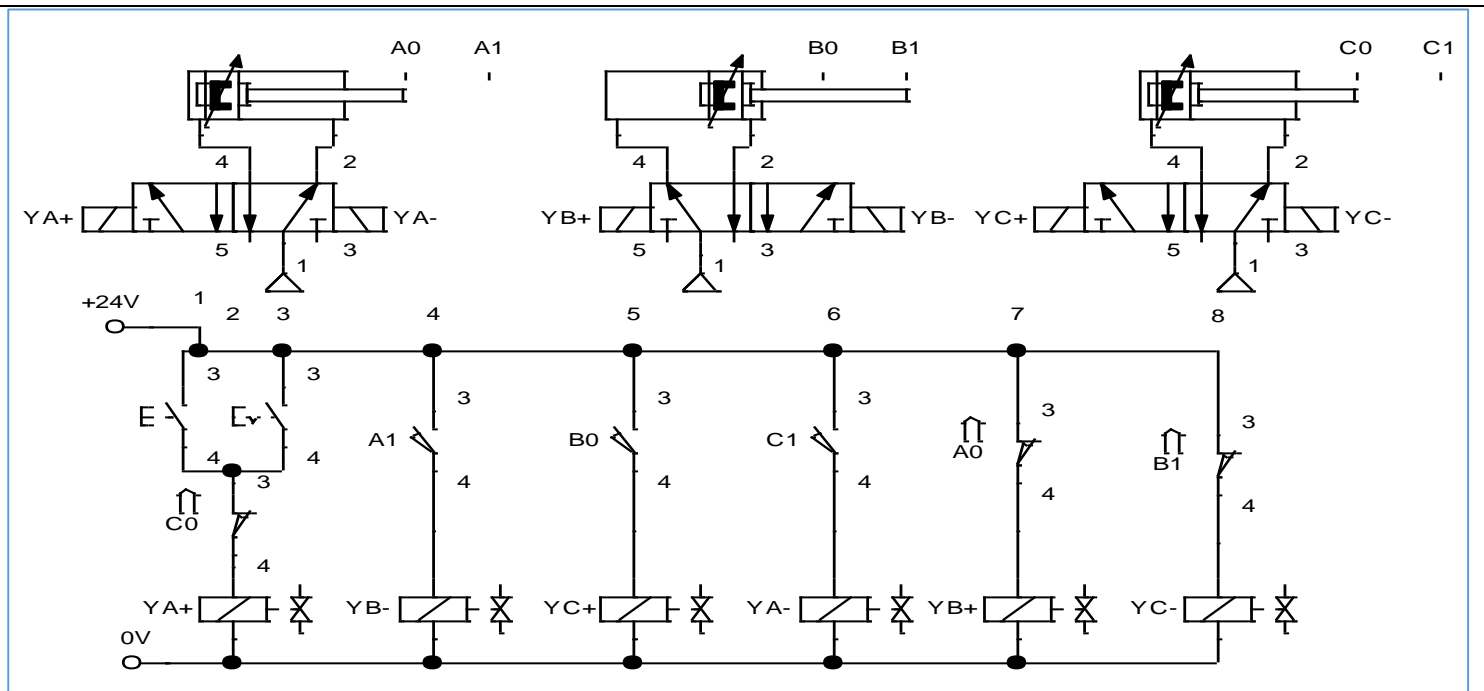 A0 A1 B0 B1 C0 C1
4 2 4 2 4 2
YA+ YA- YB+ YB- YC+ YC-
5 3 5 3 5 3
1 1 1
+24V 1 2 3 4 5 6 7 8
3 3 3 3 3 3 3
A1 B0 C1 A0 B1
4 4 4 4 4 4 4
3
C0
4
YA+ YB- YC+ YA- YB+ YC-
0V